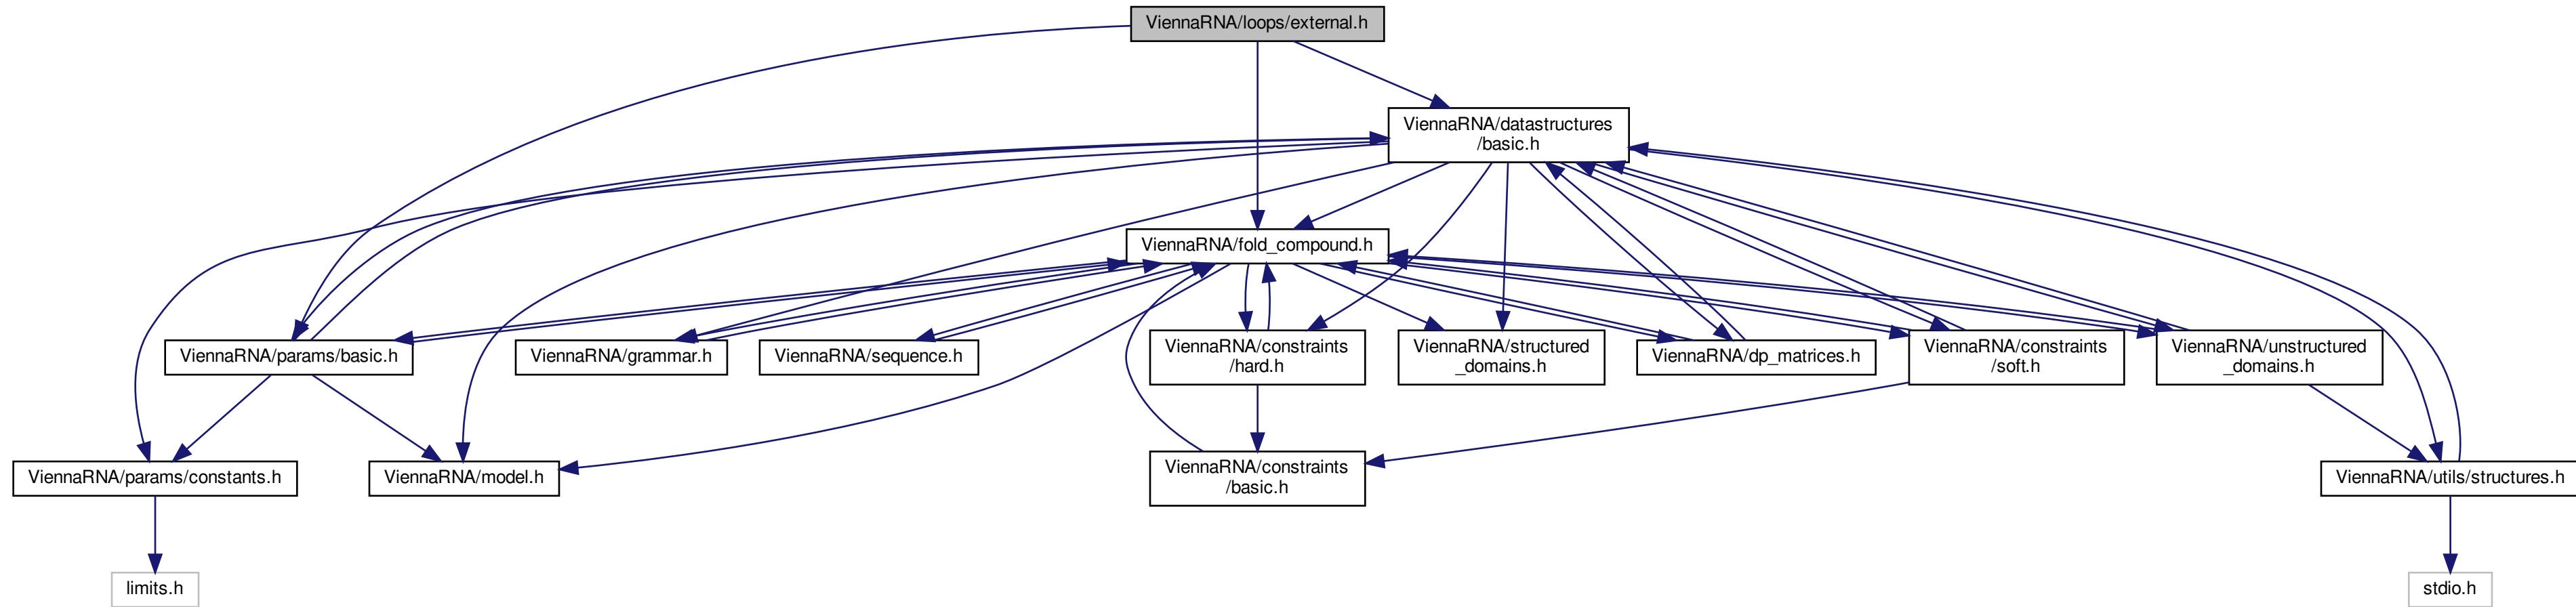 ViennaRNA/loops/external.h
ViennaRNA/datastructures
/basic.h
ViennaRNA/fold_compound.h
ViennaRNA/params/basic.h
ViennaRNA/grammar.h
ViennaRNA/sequence.h
ViennaRNA/constraints
/hard.h
ViennaRNA/structured
_domains.h
ViennaRNA/dp_matrices.h
ViennaRNA/constraints
/soft.h
ViennaRNA/unstructured
_domains.h
ViennaRNA/params/constants.h
ViennaRNA/model.h
ViennaRNA/constraints
/basic.h
ViennaRNA/utils/structures.h
limits.h
stdio.h